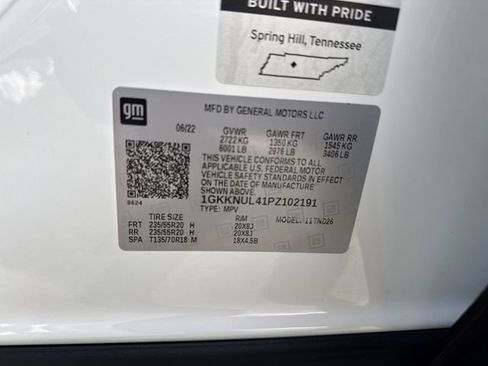 BUILT WITH PRIDE
Spring Hill, Tennessee
gm
MFD BY GENERAL MOTORS LLC
06/22 GVWR GAWR FRT GAWR RR
2722 KG 1350 KG 1545 KG
6001 LB 2976 LB 3406 LB
THIS VEHICLE CONFORMS TO ALL
APPLICABLE U.S. FEDERAL MOTOR
VEHICLE SAFETY STANDARDS IN EFFECT
ON THE DATE OF MANUFACTURE SHOWN ABOVE.
0624 1GKKNUL41PZ102191
TYPE: MPV MODEL: 11TND26
TIRE SIZE RIM
FRT 235/55R20 H 20X8J
RR 235/55R20 H 20X8J
SPA T135/70R18 M 18X4.5B